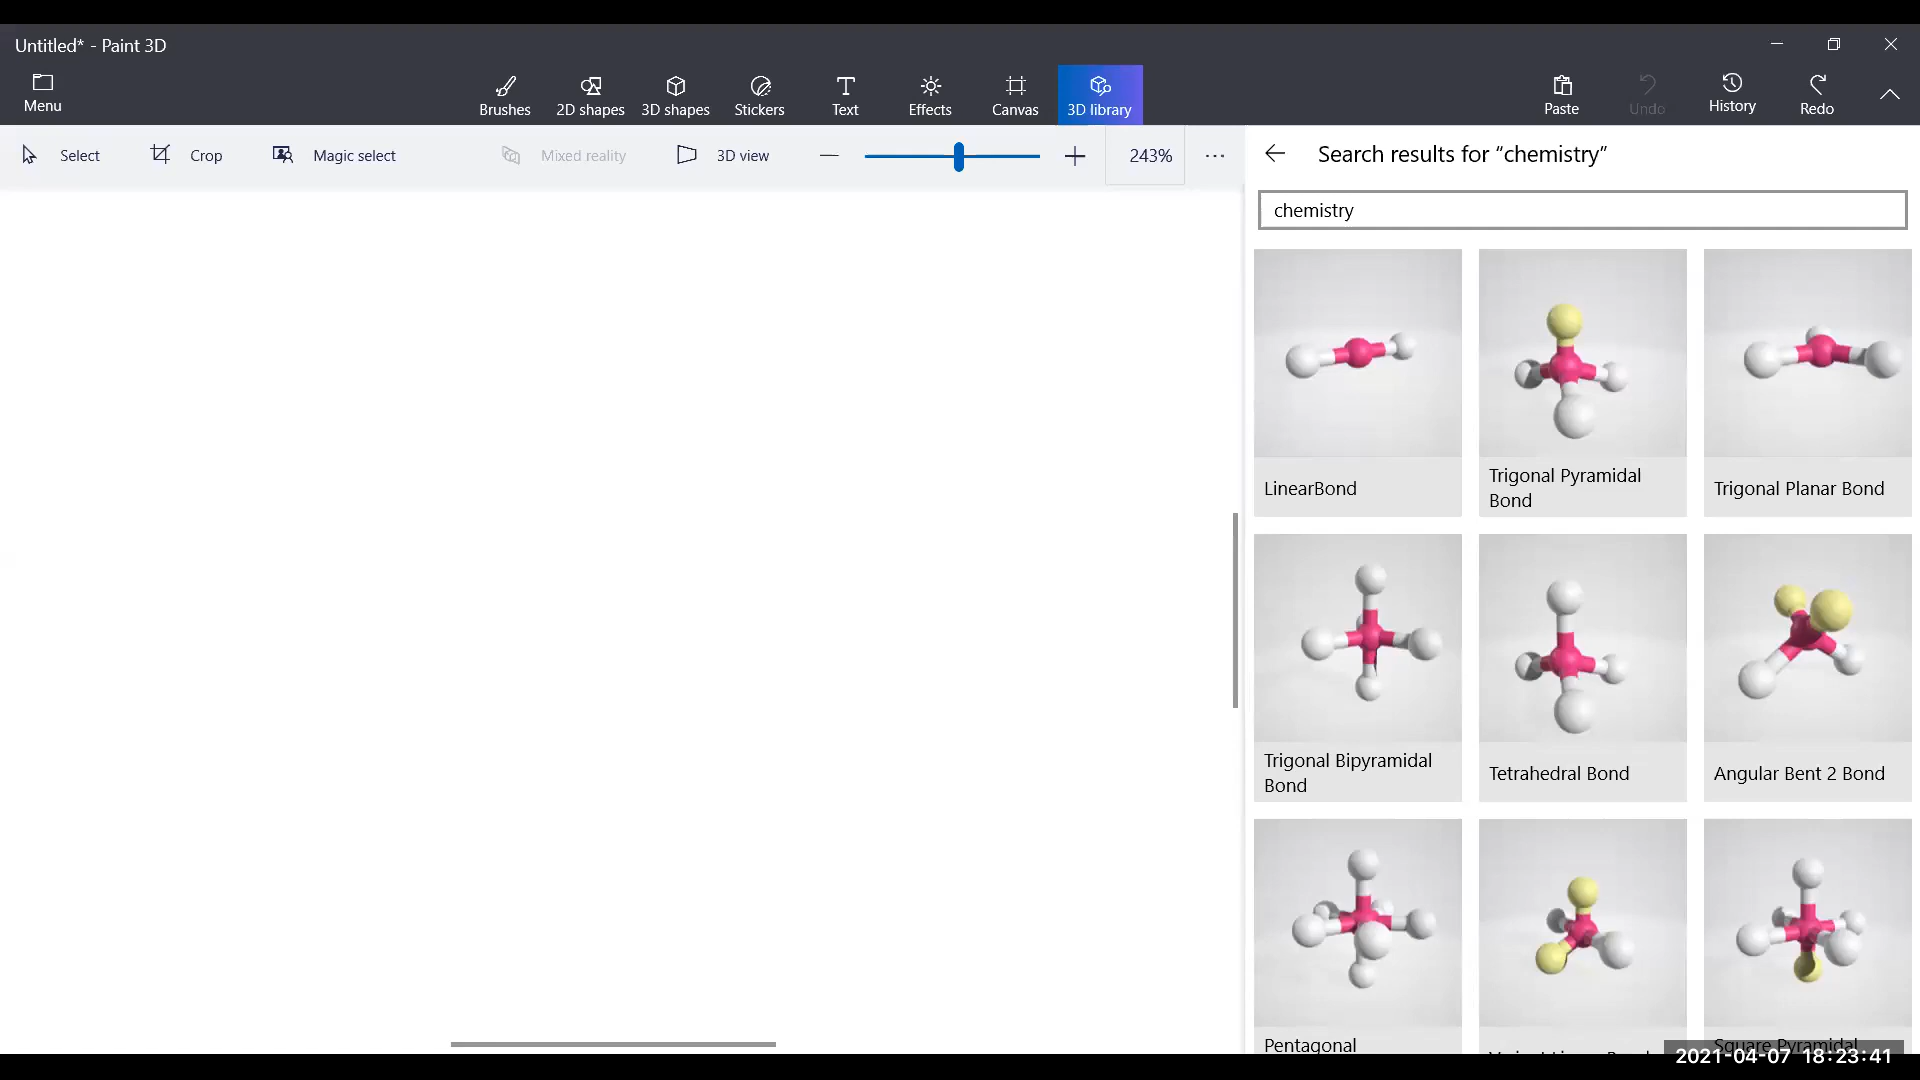 Untitled* - Paint 3D
Menu
Brushes
2D shapes
3D shapes
Stickers
Text
Effects
Canvas
3D library
Paste
Undo
History
Redo
Select
Crop
Magic select
Mixed reality
3D view
243%
Search results for “chemistry”
chemistry
LinearBond
Trigonal Pyramidal
Bond
Trigonal Planar Bond
Trigonal Bipyramidal
Bond
Tetrahedral Bond
Angular Bent 2 Bond
Pentagonal
Square Pyramidal
2021-04-07 18:23:41